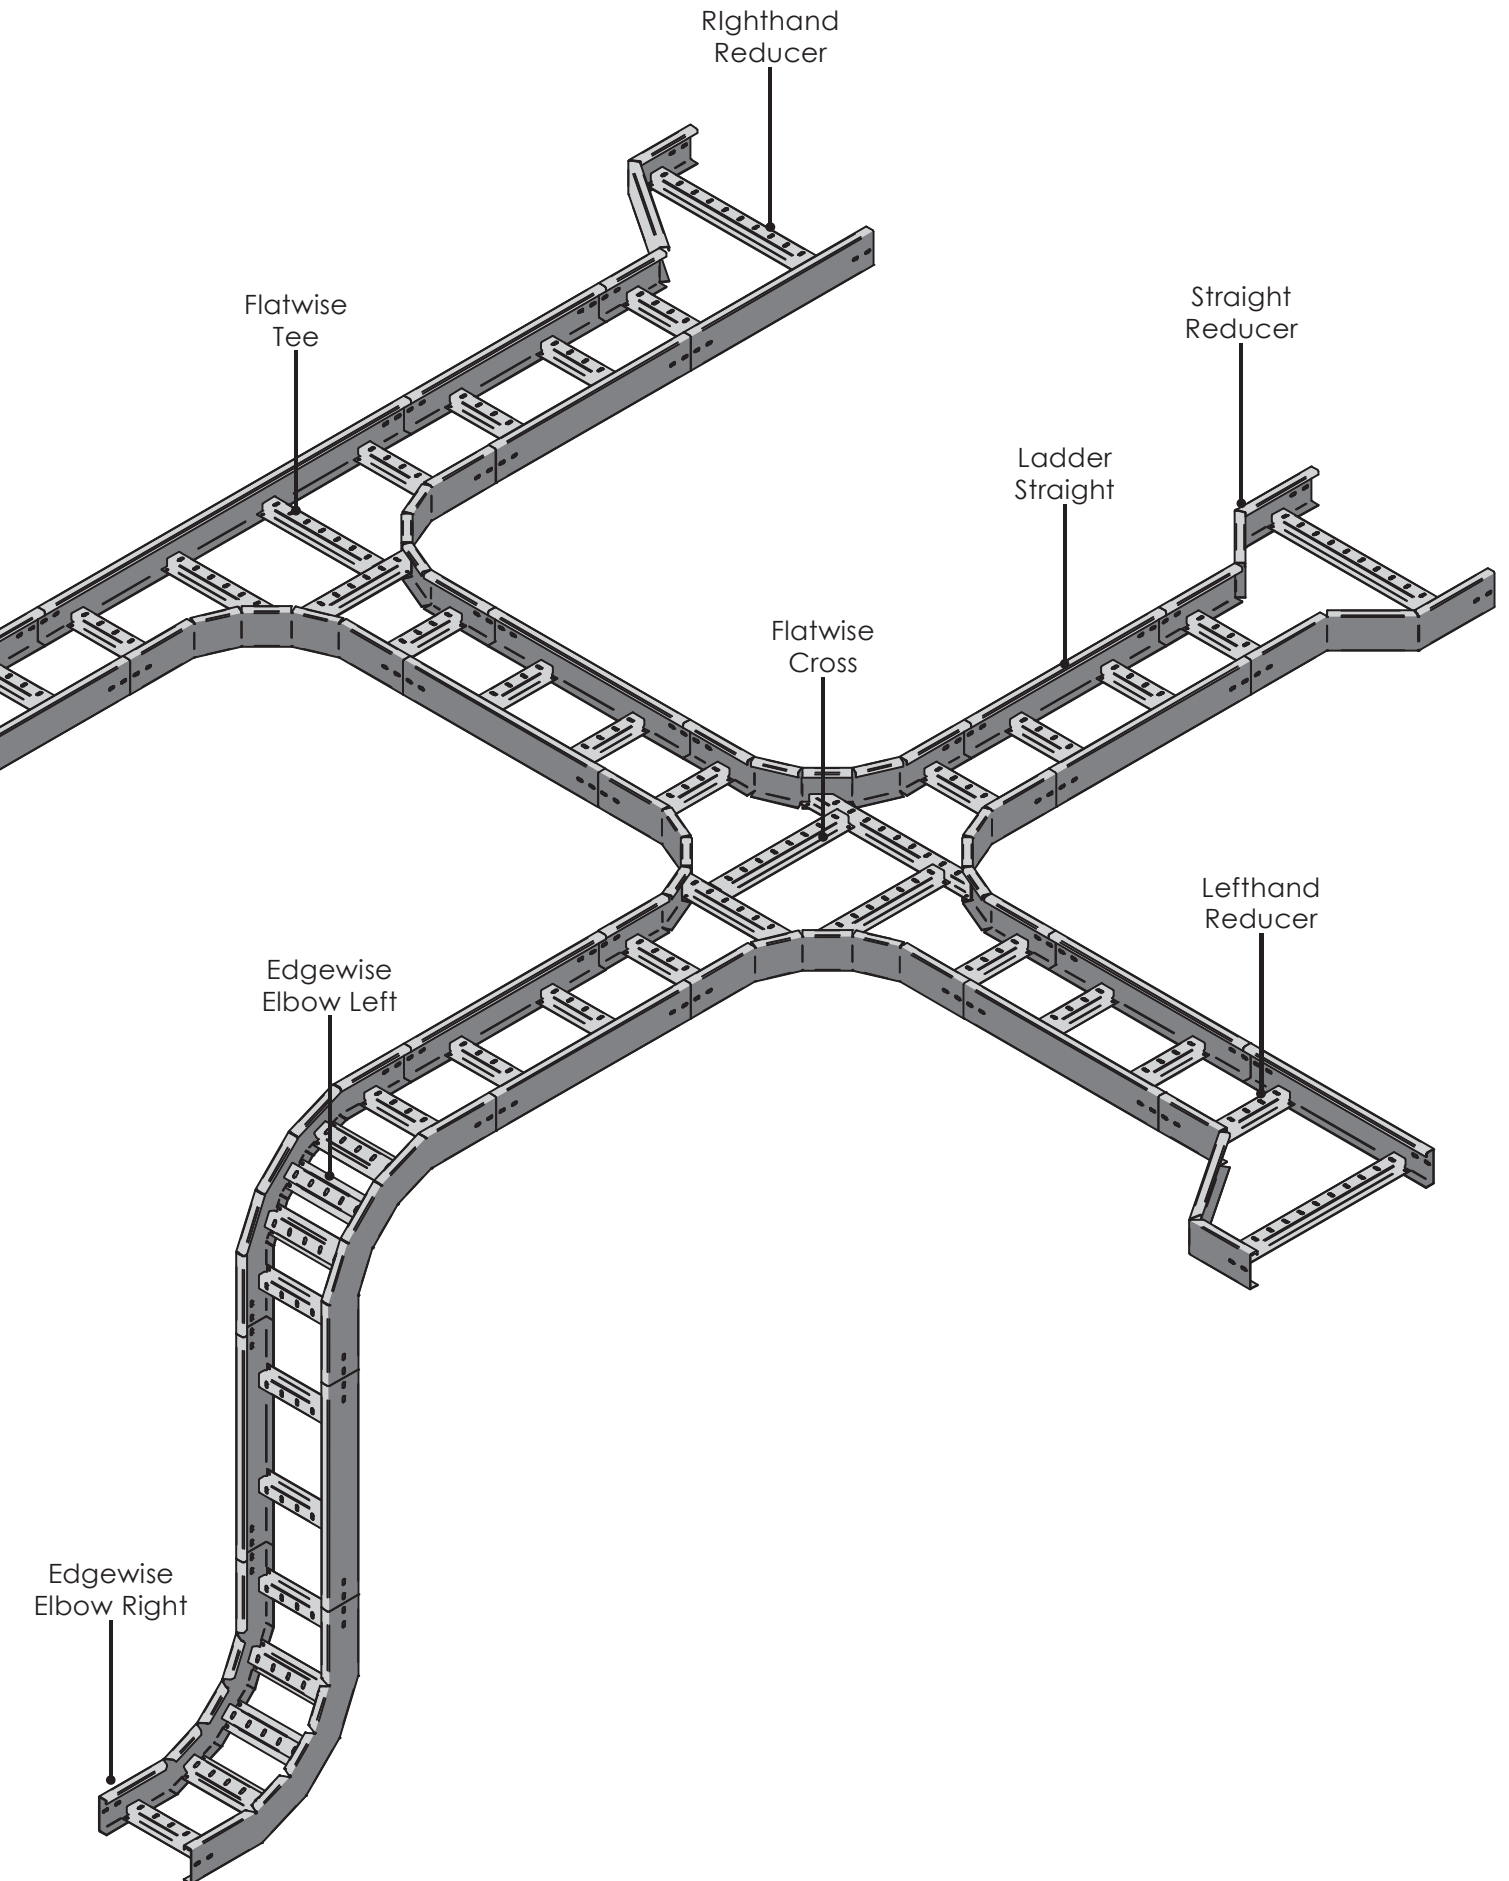 RIghthand
Reducer
Flatwise
Tee
Straight
Reducer
Ladder
Straight
Flatwise
Cross
Lefthand
Reducer
Edgewise
Elbow Left
Edgewise
Elbow Right